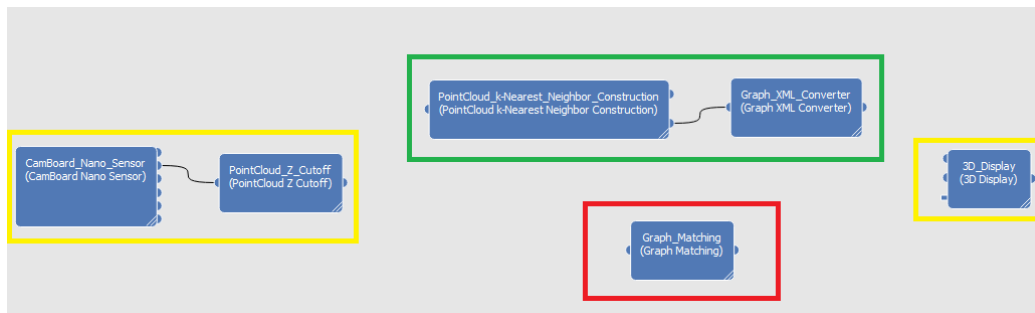 PointCloud_k-Nearest_Neighbor_Construction
(PointCloud k-Nearest Neighbor Construction)
Graph_XML_Converter
(Graph XML Converter)
CamBoard_Nano_Sensor
(CamBoard Nano Sensor)
PointCloud_Z_Cutoff
(PointCloud Z Cutoff)
3D_Display
(3D Display)
Graph_Matching
(Graph Matching)